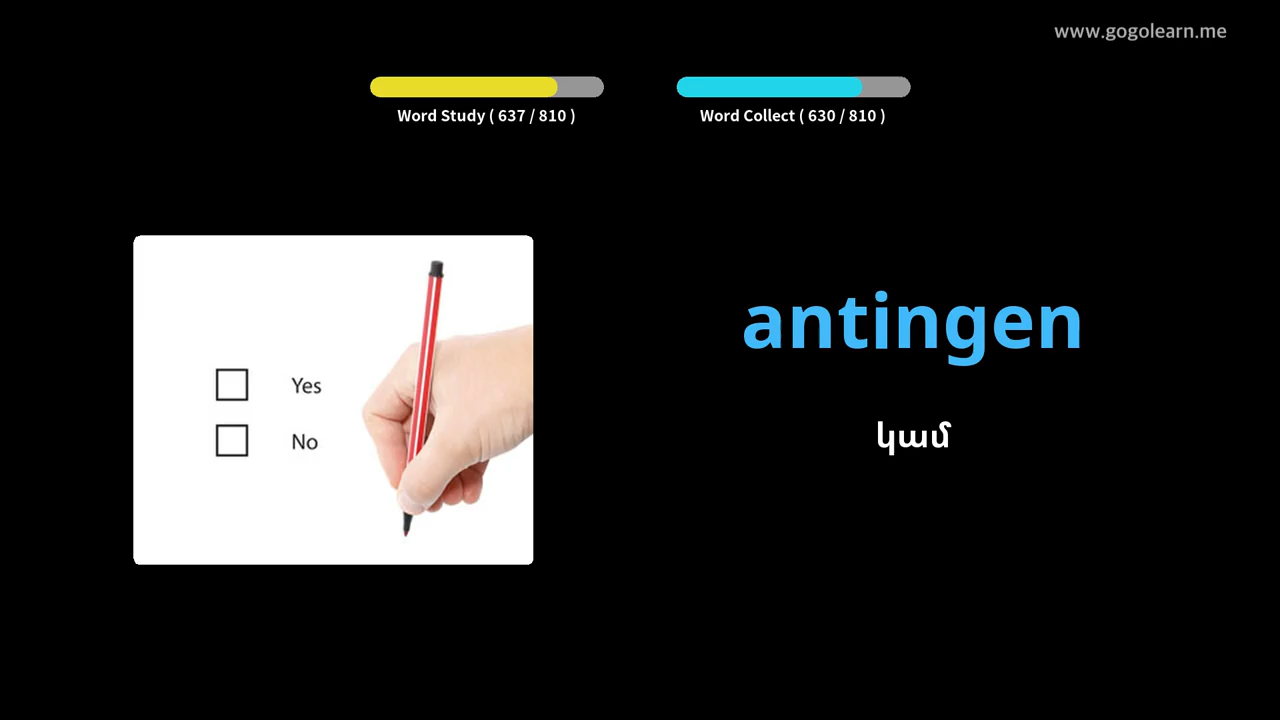 www.gogolearn.me
Word Study ( 637 / 810 )
Word Collect ( 630 / 810 )
Yes
No
antingen
կամ